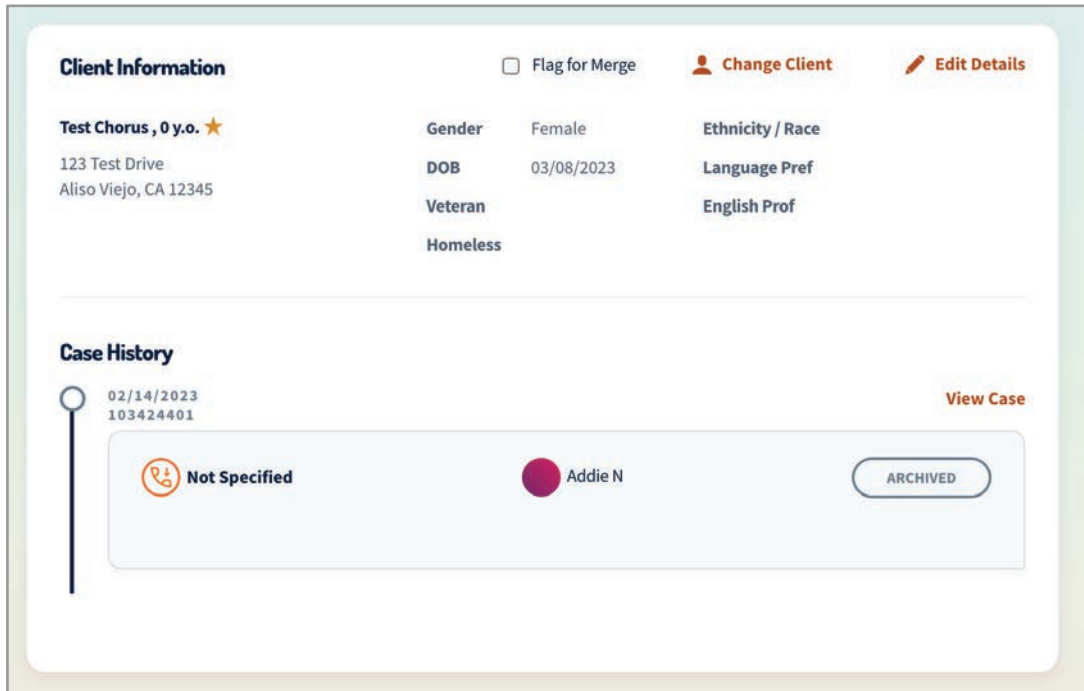 Client Information
Flag for Merge
Change Client
Edit Details
Test Chorus , 0 y.o.
123 Test Drive
Aliso Viejo, CA 12345
Gender Female
DOB 03/08/2023
Veteran
Homeless
Ethnicity / Race
Language Pref
English Prof
Case History
02/14/2023
103424401
View Case
Not Specified
Addie N
ARCHIVED